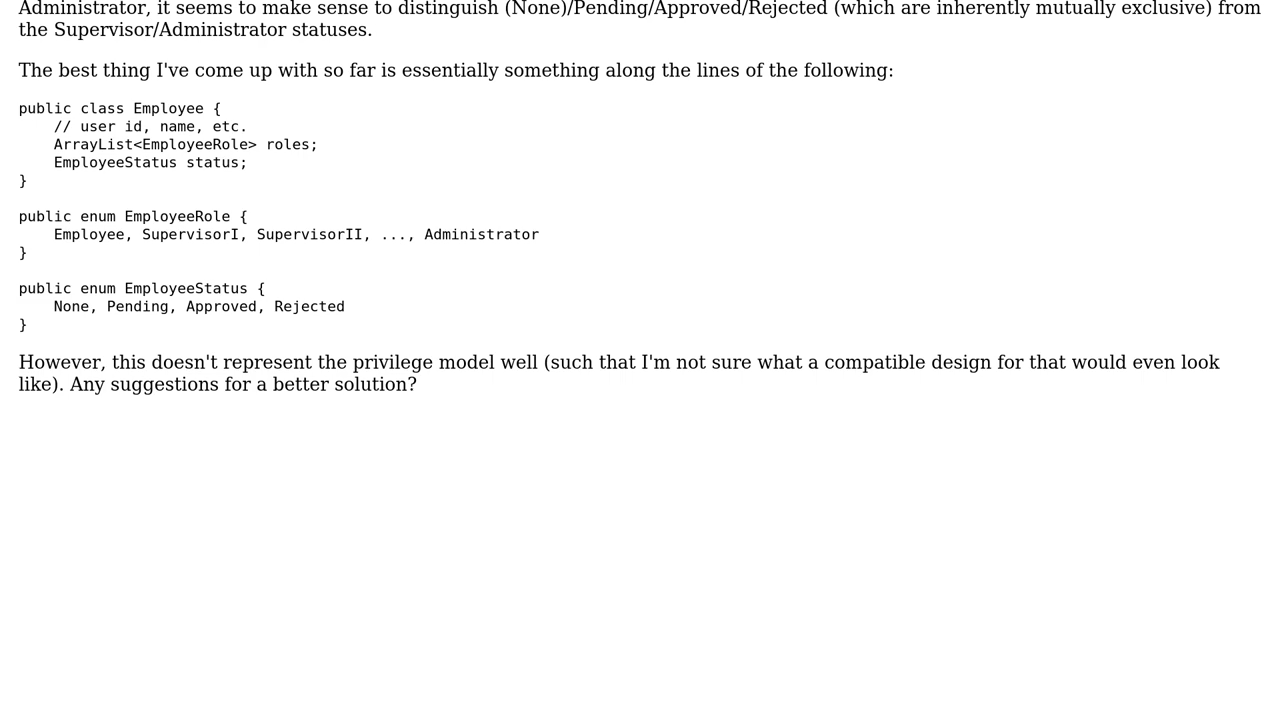 Administrator, it seems to make sense to distinguish (None)/Pending/Approved/Rejected (which are inherently mutually exclusive) from
the Supervisor/Administrator statuses.
The best thing I've come up with so far is essentially something along the lines of the following:
public class Employee {
    // user id, name, etc.
    ArrayList<EmployeeRole> roles;
    EmployeeStatus status;
}
public enum EmployeeRole {
    Employee, SupervisorI, SupervisorII, ..., Administrator
}
public enum EmployeeStatus {
    None, Pending, Approved, Rejected
}
However, this doesn't represent the privilege model well (such that I'm not sure what a compatible design for that would even look
like). Any suggestions for a better solution?